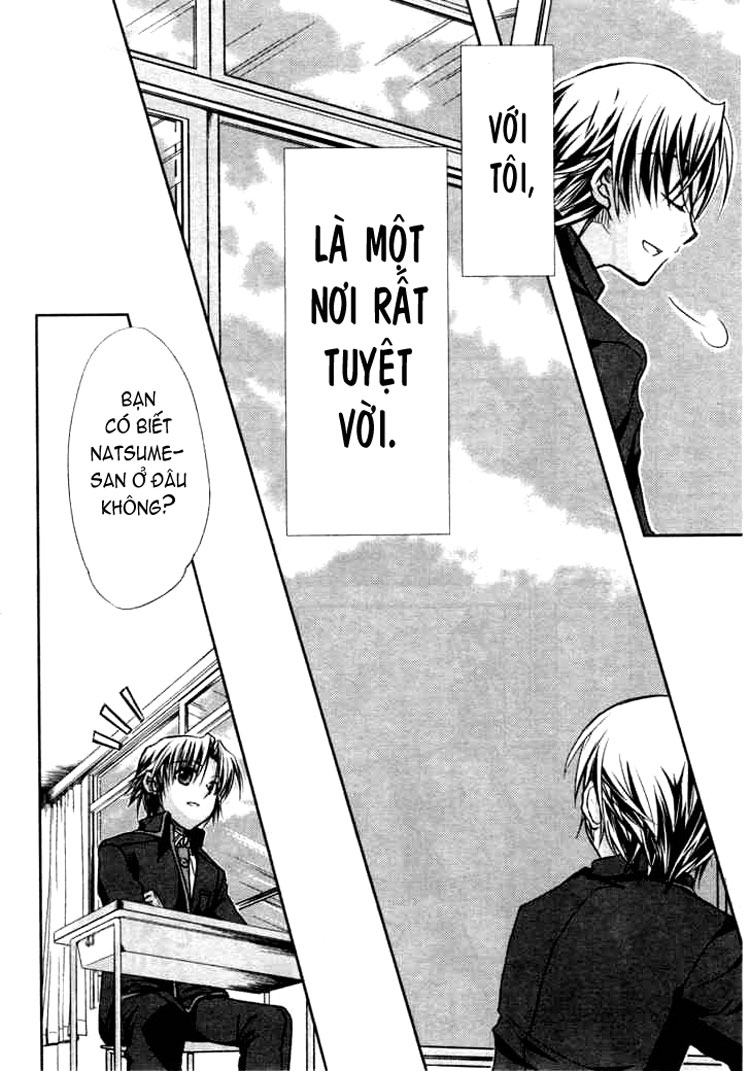 VỚI
TÔI,
LÀ MỘT
NƠI RẤT
TUYỆT
VỜI.
BẠN
CÓ BIẾT
NATSUME-
SAN Ở ĐÂU
KHÔNG?